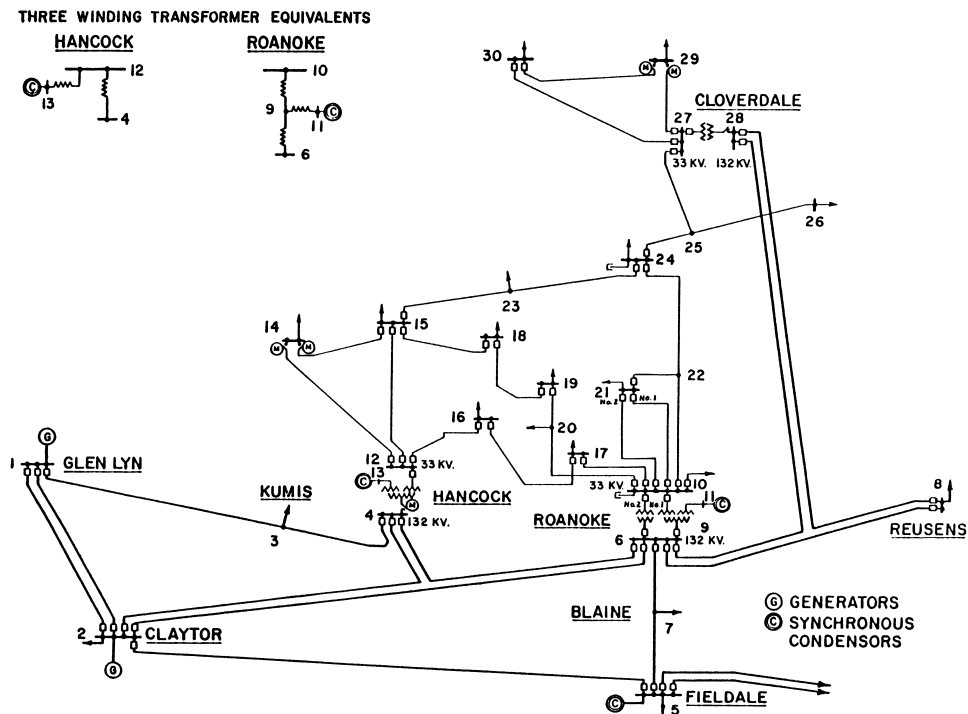 THREE WINDING TRANSFORMER EQUIVALENTS
HANCOCK
ROANOKE
12
C
13
4
10
9
C
11
6
30
29
M
M
CLOVERDALE
27
28
33 KV.
132 KV.
26
25
24
23
14
M
M
15
18
22
19
21
No.2
No.1
16
20
17
G
1
GLEN LYN
12
33 KV.
C
13
HANCOCK
M
KUMIS
3
4
132 KV.
33 KV.
10
No.2
No.1
11
C
ROANOKE
9
6
132 KV.
8
REUSENS
BLAINE
7
2
CLAYTOR
G
G GENERATORS
C SYNCHRONOUS
CONDENSORS
C
5
FIELDALE